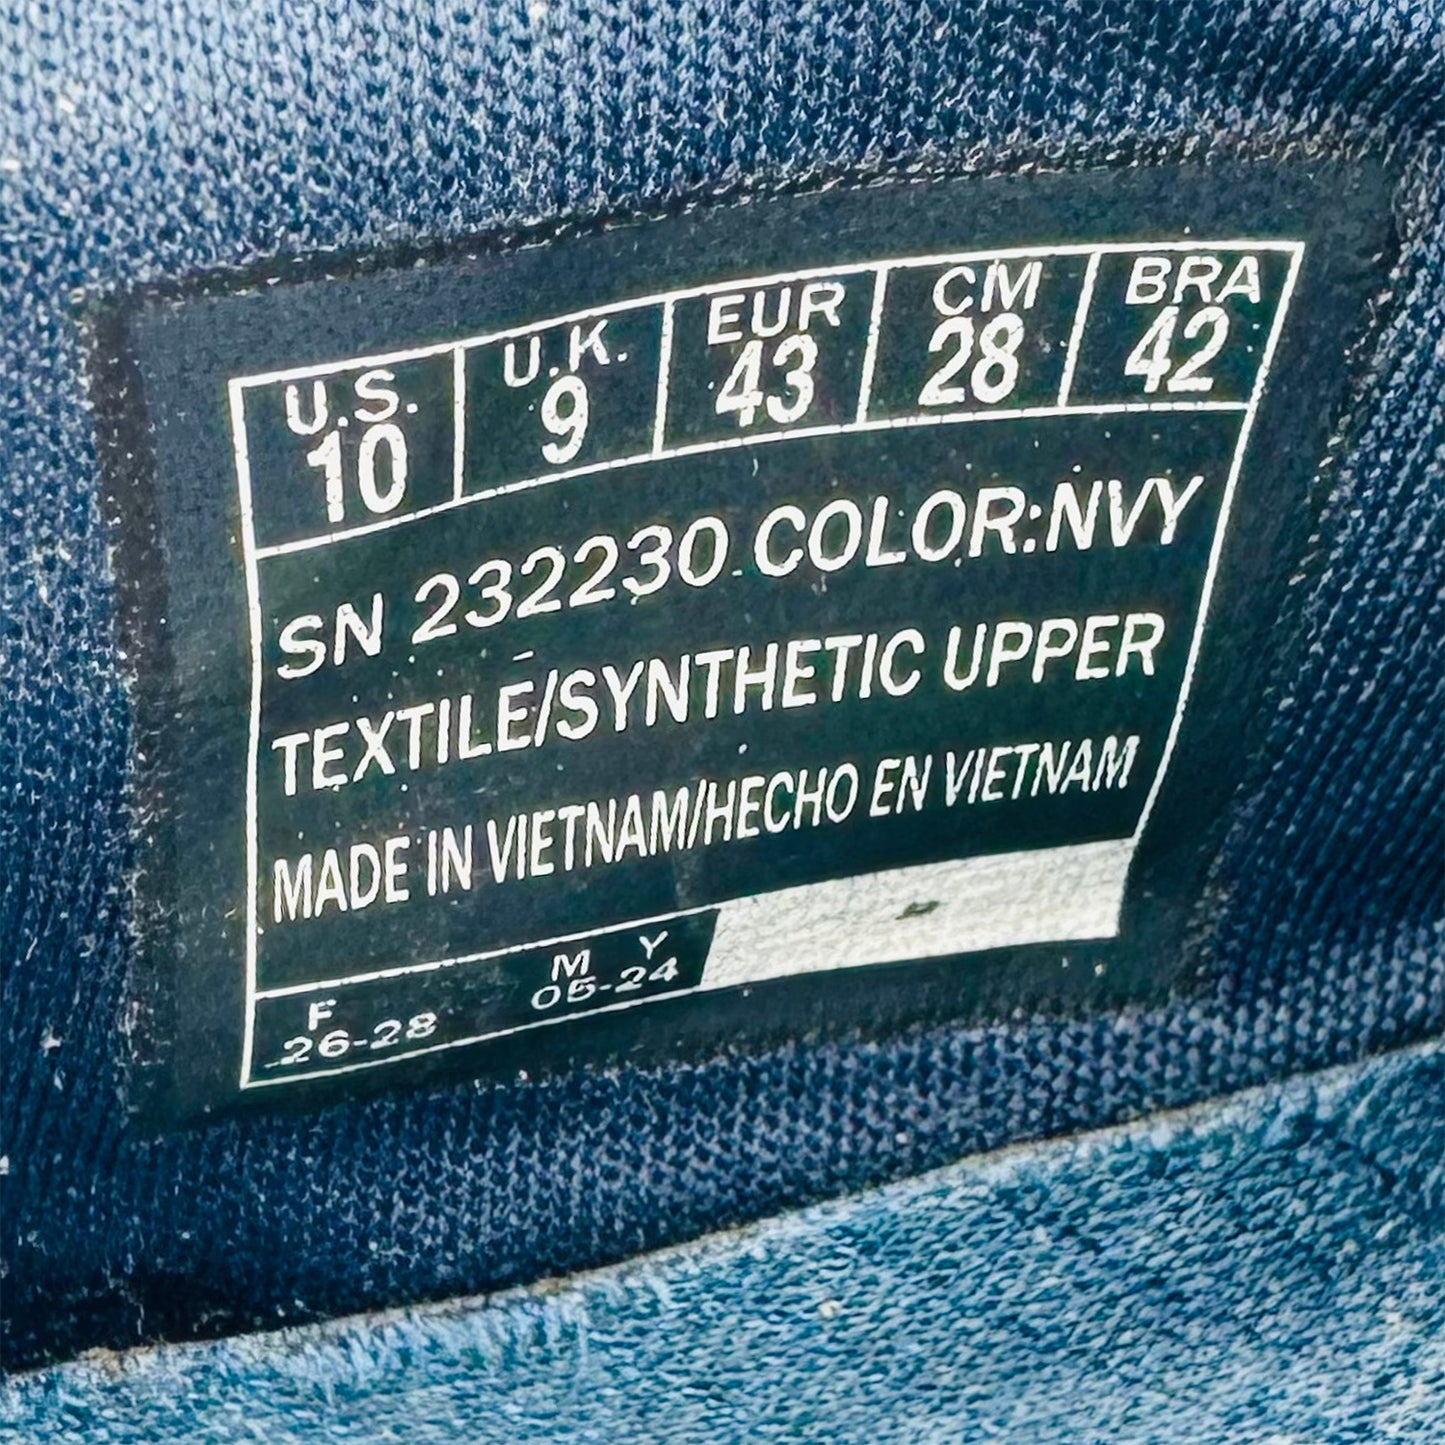 U.S. U.K. EUR CM BRA
10 9 43 28 42
SN 232230 COLOR:NVY
TEXTILE/SYNTHETIC UPPER
MADE IN VIETNAM/HECHO EN VIETNAM
F M Y
26-28 05-24